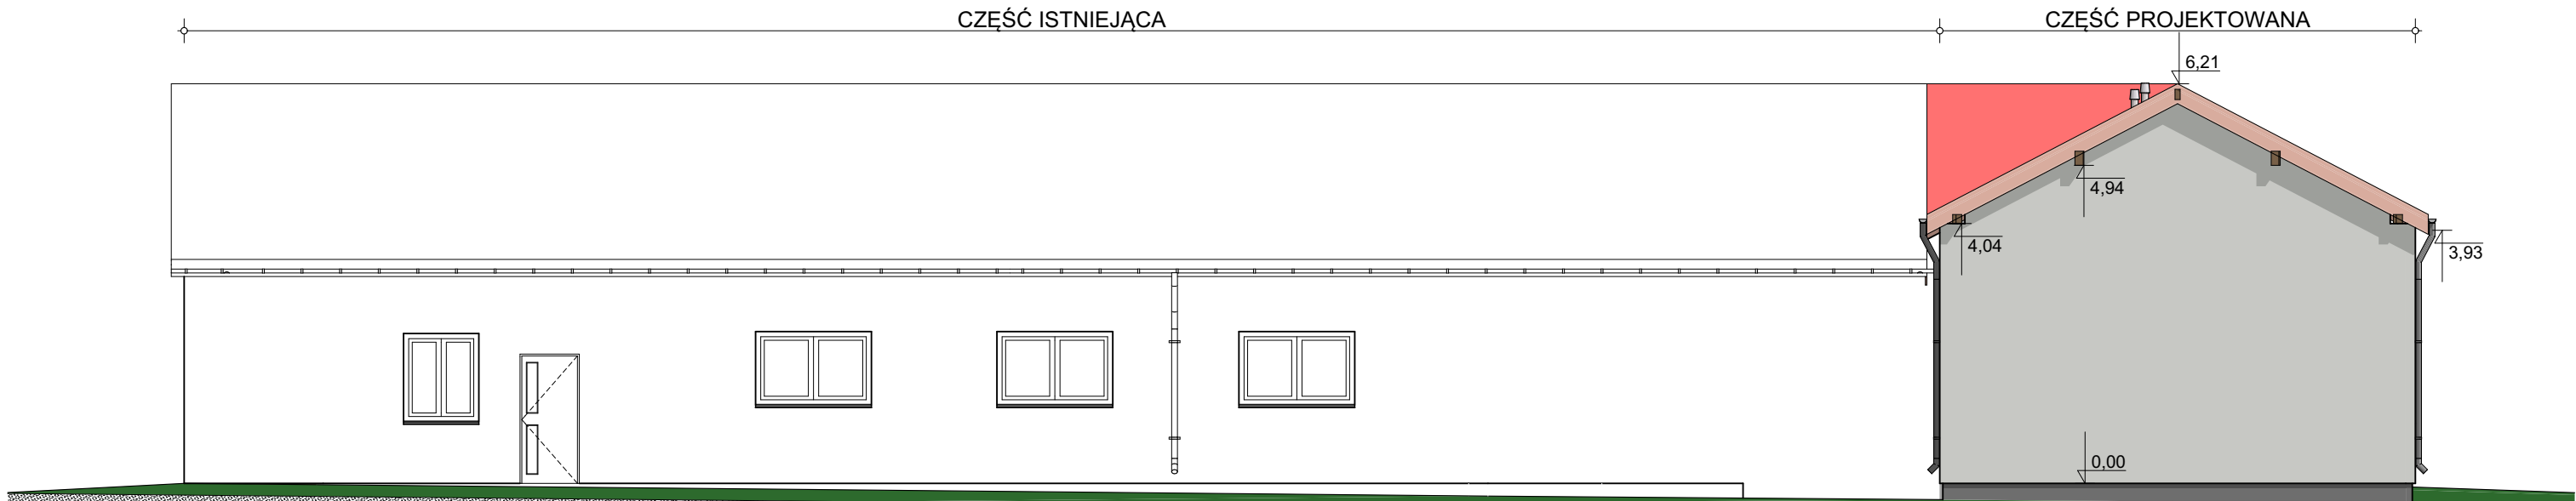 CZĘŚĆ ISTNIEJĄCA
CZĘŚĆ PROJEKTOWANA
6,21
4,94
4,04
3,93
0,00